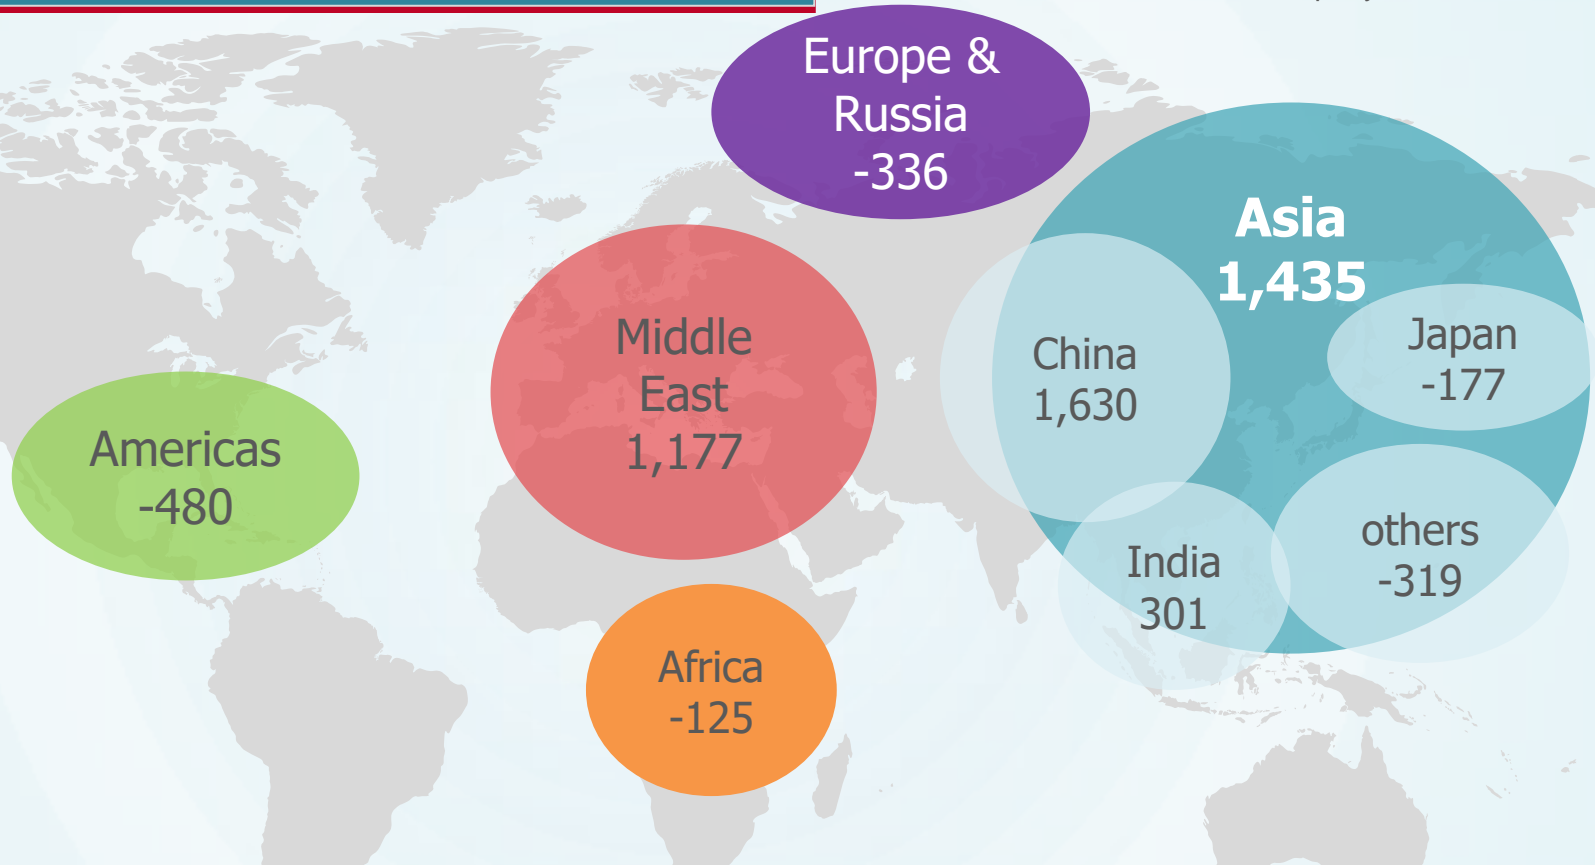 Europe &
Russia
-336
Asia
1,435
Middle
East
1,177
China
1,630
Japan
-177
Americas
-480
India
301
others
-319
Africa
-125